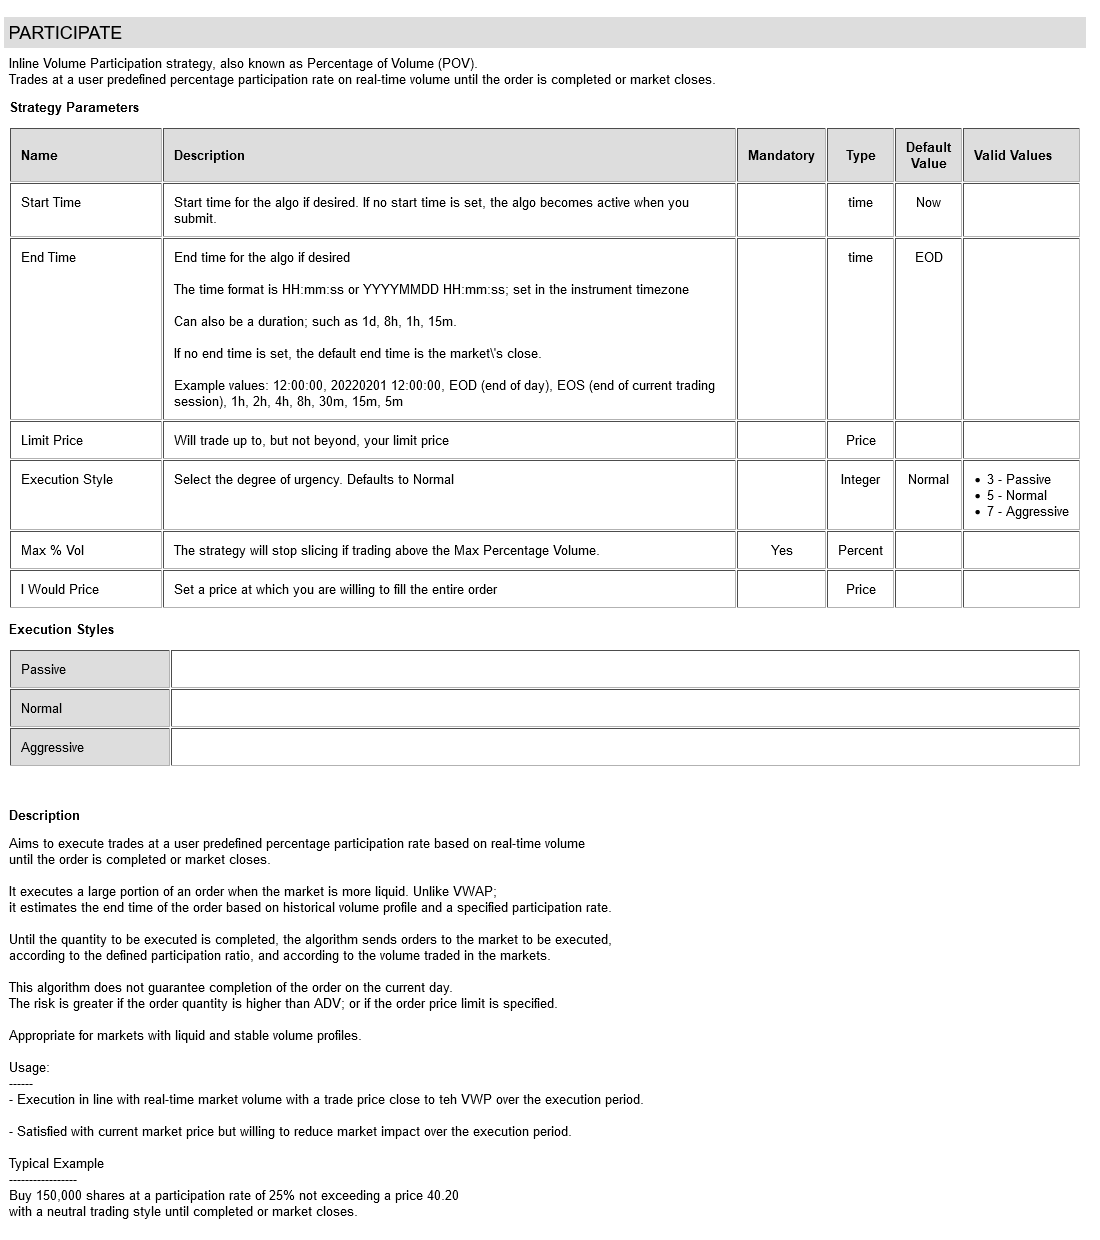 PARTICIPATE
Inline Volume Participation strategy, also known as Percentage of Volume (POV).
Trades at a user predefined percentage participation rate on real-time volume until the order is completed or market closes.
Strategy Parameters
Name Description Mandatory Type Default Value Valid Values
Start Time Start time for the algo if desired. If no start time is set, the algo becomes active when you time Now
submit.
End Time End time for the algo if desired time EOD
The time format is HH:mm:ss or YYYYMMDD HH:mm:ss; set in the instrument timezone
Can also be a duration; such as 1d, 8h, 1h, 15m.
If no end time is set, the default end time is the market\'s close.
Example values: 12:00:00, 20220201 12:00:00, EOD (end of day), EOS (end of current trading
session), 1h, 2h, 4h, 8h, 30m, 15m, 5m
Limit Price Will trade up to, but not beyond, your limit price Price
Execution Style Select the degree of urgency. Defaults to Normal Integer Normal • 3 - Passive
• 5 - Normal
• 7 - Aggressive
Max % Vol The strategy will stop slicing if trading above the Max Percentage Volume. Yes Percent
I Would Price Set a price at which you are willing to fill the entire order Price
Execution Styles
Passive
Normal
Aggressive
Description
Aims to execute trades at a user predefined percentage participation rate based on real-time volume
until the order is completed or market closes.
It executes a large portion of an order when the market is more liquid. Unlike VWAP;
it estimates the end time of the order based on historical volume profile and a specified participation rate.
Until the quantity to be executed is completed, the algorithm sends orders to the market to be executed,
according to the defined participation ratio, and according to the volume traded in the markets.
This algorithm does not guarantee completion of the order on the current day.
The risk is greater if the order quantity is higher than ADV; or if the order price limit is specified.
Appropriate for markets with liquid and stable volume profiles.
Usage:
------
- Execution in line with real-time market volume with a trade price close to teh VWP over the execution period.
- Satisfied with current market price but willing to reduce market impact over the execution period.
Typical Example
-----------------
Buy 150,000 shares at a participation rate of 25% not exceeding a price 40.20
with a neutral trading style until completed or market closes.